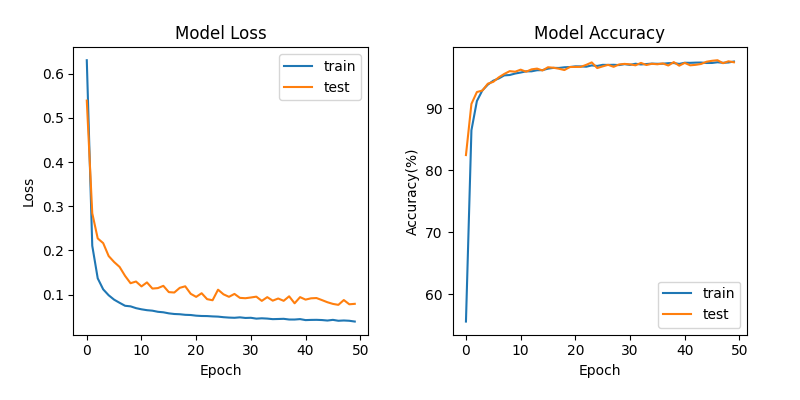 Model Loss
Loss
0.6
0.5
0.4
0.3
0.2
0.1
0 10 20 30 40 50
Epoch
train
test
Model Accuracy
Accuracy(%)
90
80
70
60
0 10 20 30 40 50
Epoch
train
test